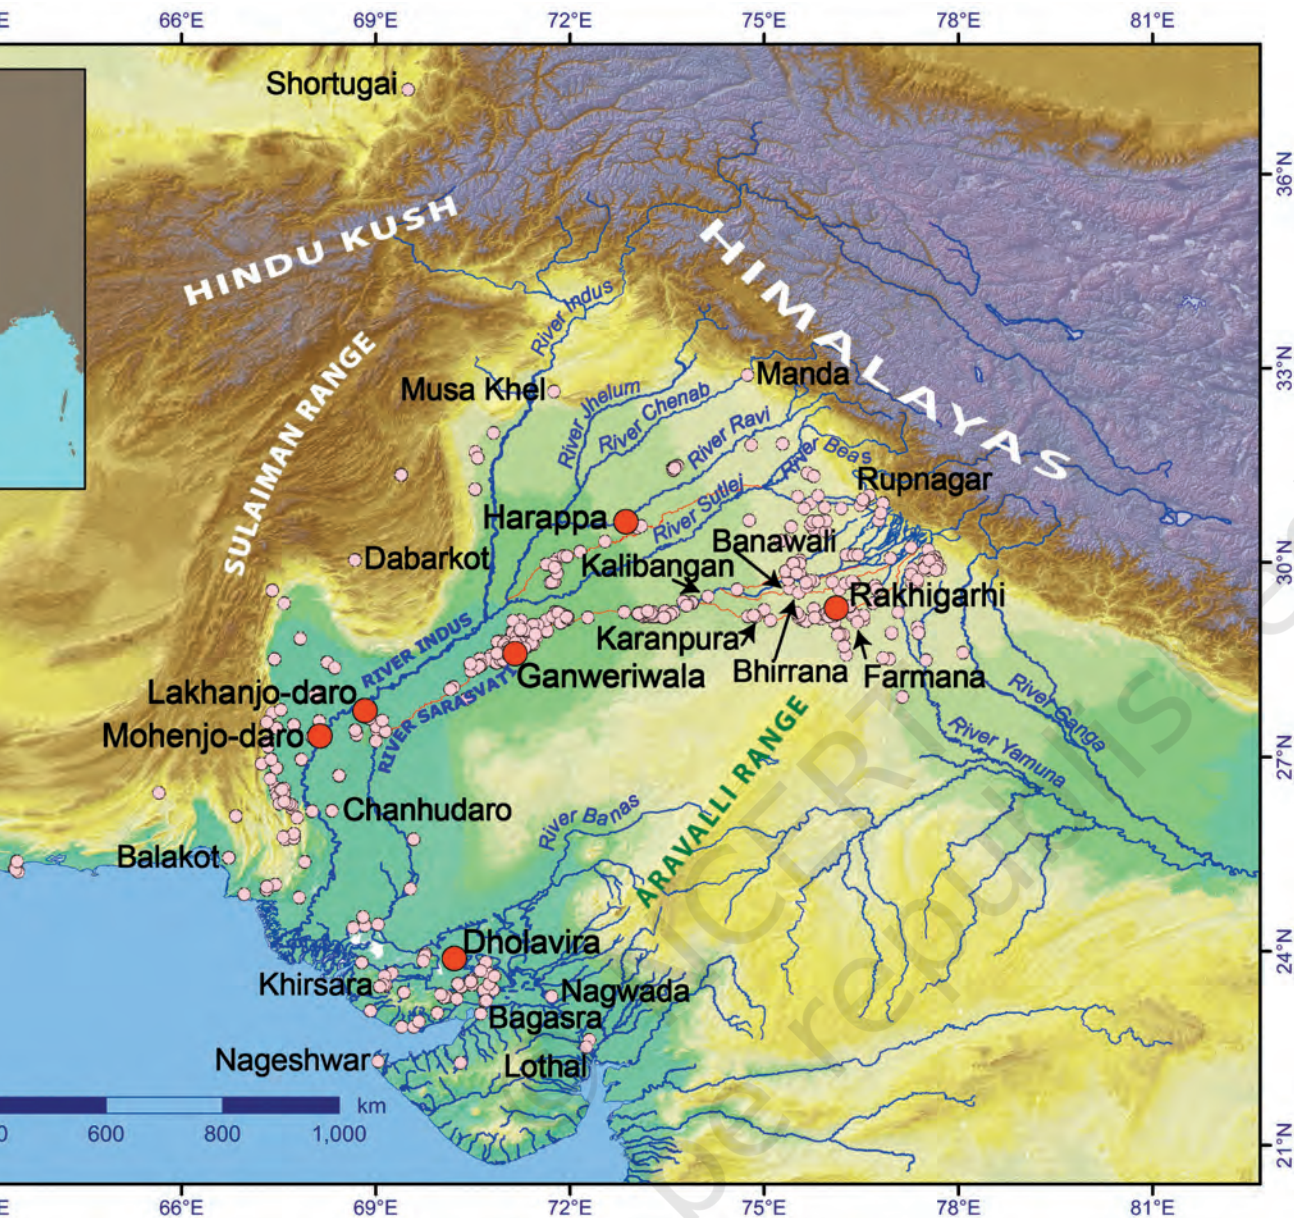 E
66°E
69°E
72°E
75°E
78°E
81°E
Shortugai
36°N
HINDU KUSH
HIMALAYAS
River Indus
SULAIMAN RANGE
33°N
Musa Khel
Manda
River Jhelum
River Chenab
River Ravi
River Beas
Rupnagar
River Sutlej
Harappa
Banawali
Dabarkot
Kalibangan
30°N
Rakhigarhi
Karanpura
Bhirrana
Farmana
RIVER INDUS
Ganweriwala
Lakhanjo-daro
RIVER SARASVATI
River Ganga
Mohenjo-daro
River Yamuna
27°N
ARAVALLI RANGE
Chanhudaro
River Banas
Balakot
Dholavira
24°N
Khirsara
Nagwada
Bagasra
Nageshwar
Lothal
km
0
600
800
1,000
21°N
E
66°E
69°E
72°E
75°E
78°E
81°E
NCERT
be republis